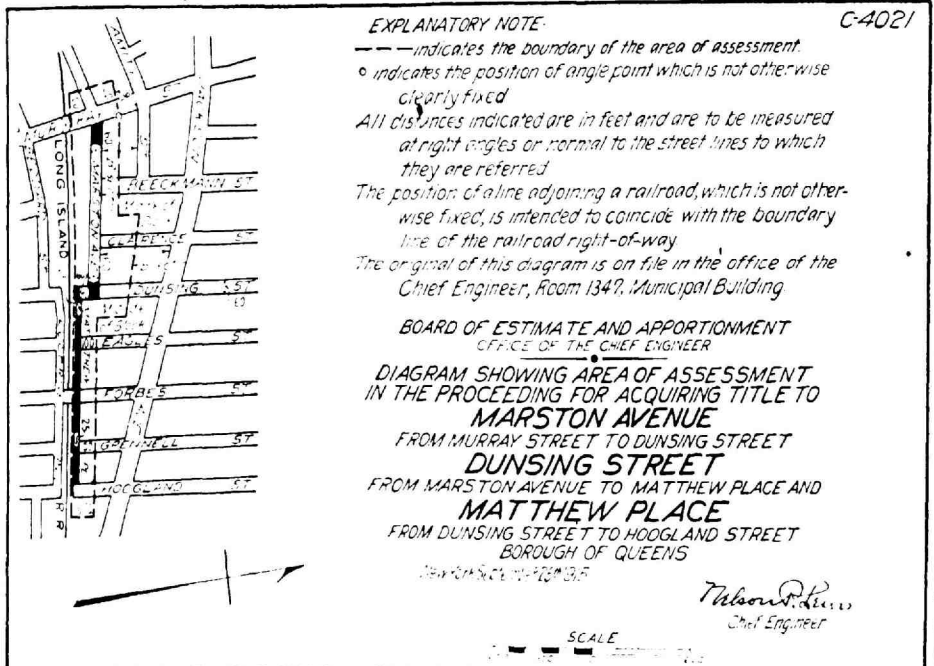 C-4021
EXPLANATORY NOTE:
— — — indicates the boundary of the area of assessment.
o indicates the position of angle point which is not otherwise
clearly fixed
All distances indicated are in feet and are to be measured
at right angles or normal to the street lines to which
they are referred
The position of a line adjoining a railroad, which is not other-
wise fixed, is intended to coincide with the boundary
line of the railroad right-of-way.
The original of this diagram is on file in the office of the
Chief Engineer, Room 1347, Municipal Building.
BOARD OF ESTIMATE AND APPORTIONMENT
OFFICE OF THE CHIEF ENGINEER
DIAGRAM SHOWING AREA OF ASSESSMENT
IN THE PROCEEDING FOR ACQUIRING TITLE TO
MARSTON AVENUE
FROM MURRAY STREET TO DUNSING STREET
DUNSING STREET
FROM MARSTON AVENUE TO MATTHEW PLACE AND
MATTHEW PLACE
FROM DUNSING STREET TO HOOGLAND STREET
BOROUGH OF QUEENS
Chief Engineer
SCALE
LONG ISLAND
RR
MARSTON
BEECKMANN ST
CLARENCE ST
DUNSING ST
EAGLES ST
FORBES ST
GRENNELL ST
HOOGLAND ST